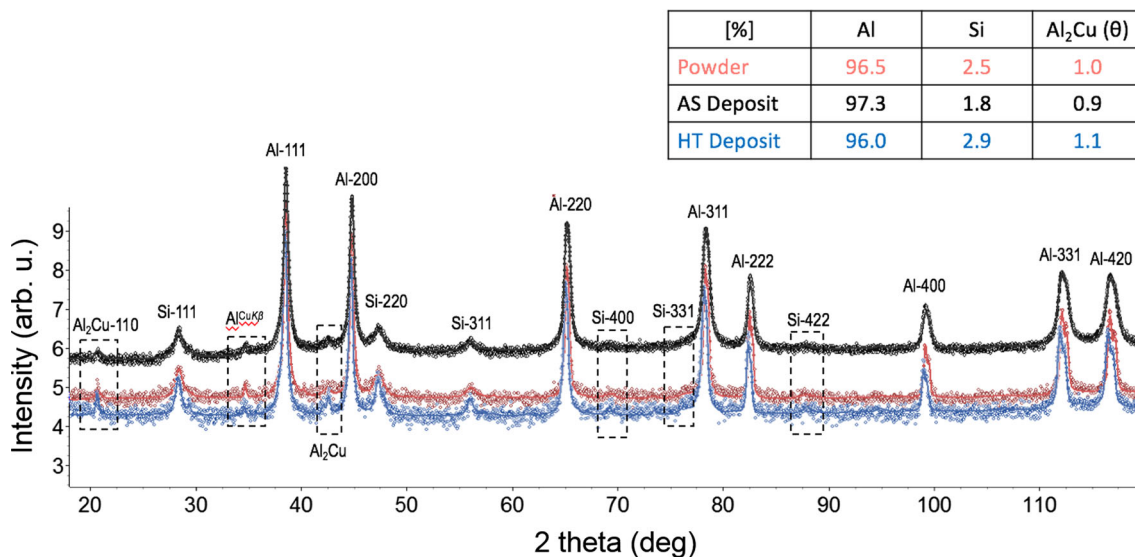 [%] Al Si Al₂Cu (θ)
Powder 96.5 2.5 1.0
AS Deposit 97.3 1.8 0.9
HT Deposit 96.0 2.9 1.1
Al-111
Al-200
Al-220
Al-311
Al-222
Al-331
Al-420
Al-400
Si-111
Si-220
Al₂Cu-110
Al^CuKβ
Si-311
Si-400
Si-331
Si-422
Al₂Cu
Intensity (arb. u.)
9
8
7
6
5
4
3
20 30 40 50 60 70 80 90 100 110
2 theta (deg)